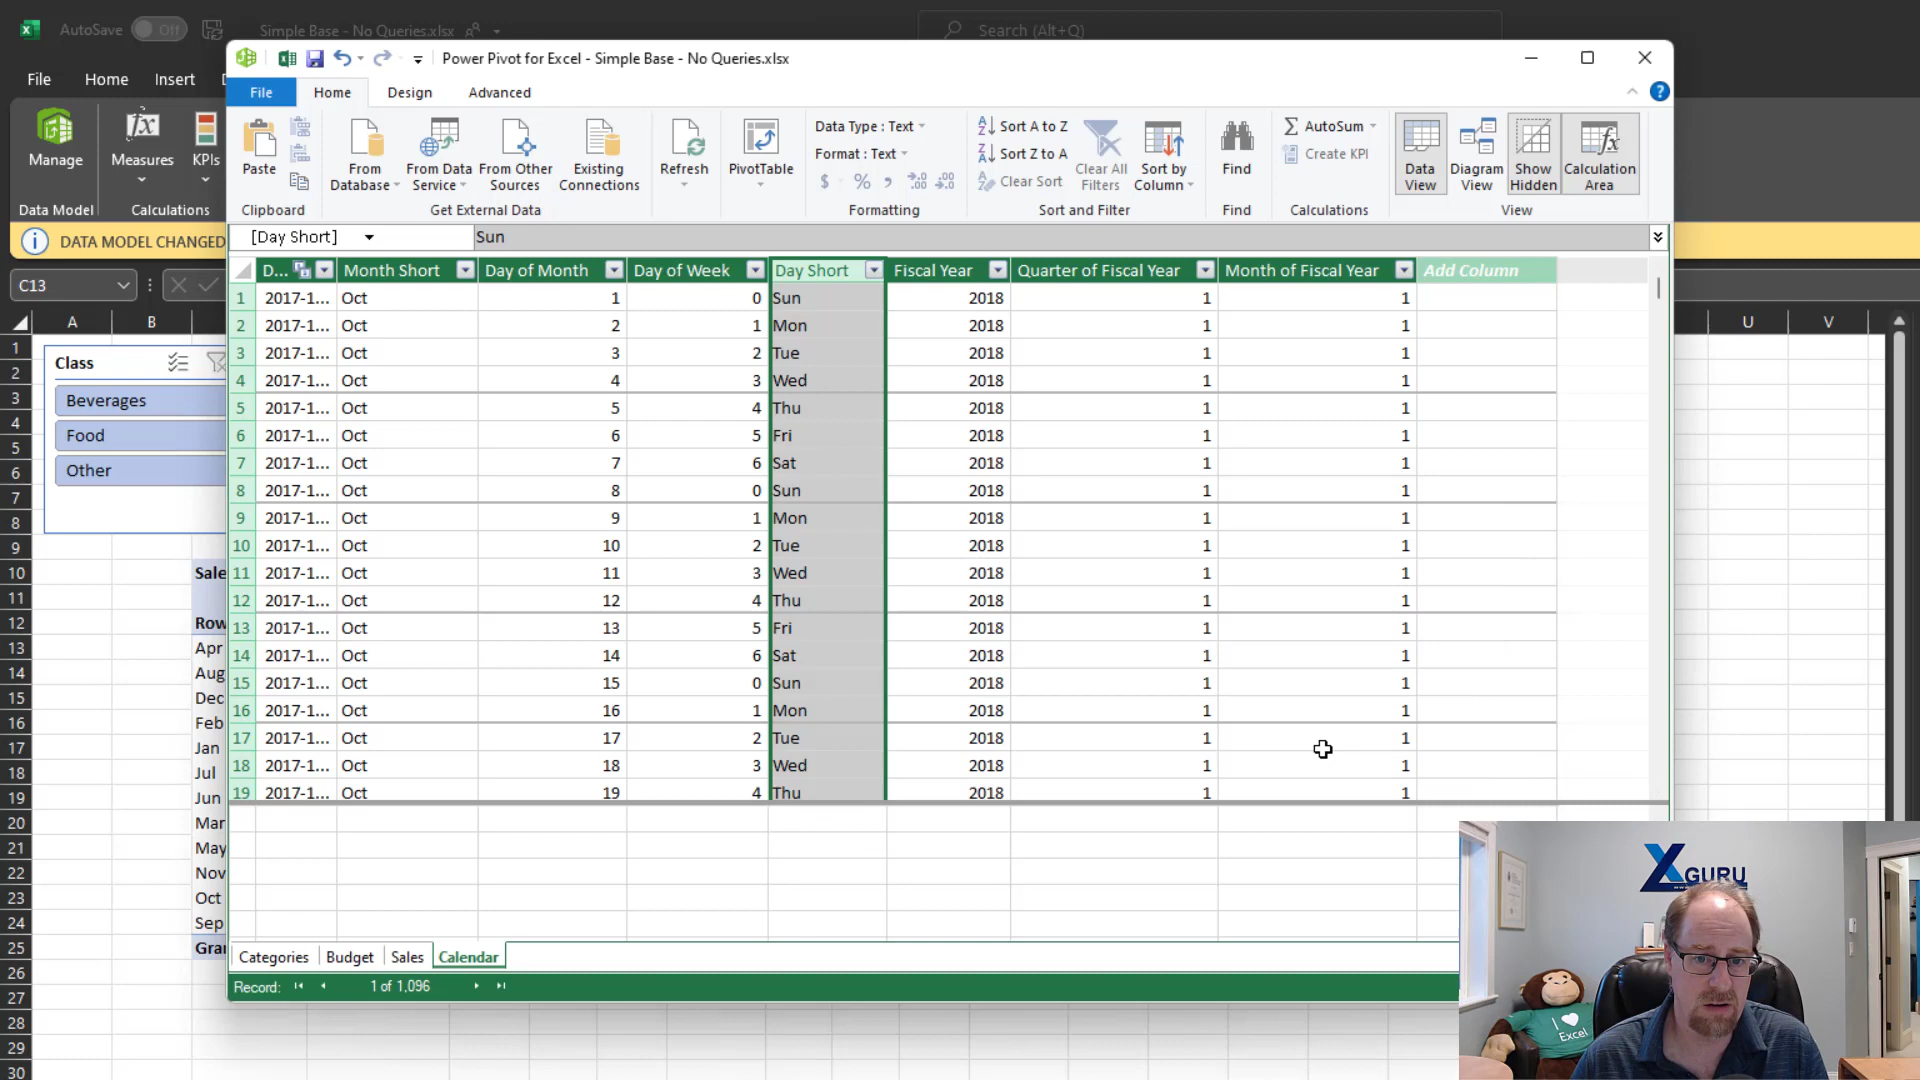 AutoSave Off Simple Base - No Queries.xlsx Search (Alt+Q)
Power Pivot for Excel - Simple Base - No Queries.xlsx
File Home Insert
File Home Design Advanced
Manage Measures KPIs
Data Model Calculations
Paste
Clipboard
From Database
From Data Service
From Other Sources
Existing Connections
Get External Data
Refresh
PivotTable
Data Type : Text
Format : Text
$ % , .00
Formatting
Sort A to Z
Sort Z to A
Clear Sort
Clear All Filters
Sort by Column
Sort and Filter
Find
Find
AutoSum
Create KPI
Calculations
Data View
Diagram View
Show Hidden
Calculation Area
View
DATA MODEL CHANGED
[Day Short] Sun
C13
D... Month Short Day of Month Day of Week Day Short Fiscal Year Quarter of Fiscal Year Month of Fiscal Year Add Column
1 2017-1... Oct 1 0 Sun 2018 1 1
2 2017-1... Oct 2 1 Mon 2018 1 1
3 2017-1... Oct 3 2 Tue 2018 1 1
4 2017-1... Oct 4 3 Wed 2018 1 1
5 2017-1... Oct 5 4 Thu 2018 1 1
6 2017-1... Oct 6 5 Fri 2018 1 1
7 2017-1... Oct 7 6 Sat 2018 1 1
8 2017-1... Oct 8 0 Sun 2018 1 1
9 2017-1... Oct 9 1 Mon 2018 1 1
10 2017-1... Oct 10 2 Tue 2018 1 1
11 2017-1... Oct 11 3 Wed 2018 1 1
12 2017-1... Oct 12 4 Thu 2018 1 1
13 2017-1... Oct 13 5 Fri 2018 1 1
14 2017-1... Oct 14 6 Sat 2018 1 1
15 2017-1... Oct 15 0 Sun 2018 1 1
16 2017-1... Oct 16 1 Mon 2018 1 1
17 2017-1... Oct 17 2 Tue 2018 1 1
18 2017-1... Oct 18 3 Wed 2018 1 1
19 2017-1... Oct 19 4 Thu 2018 1 1
Categories Budget Sales Calendar
Record: 1 of 1,096
A B U V
1
2 Class
3 Beverages
4
5 Food
6 Other
7
8
9
10 Sale
11
12 Row
13 Apr
14 Aug
15 Dec
16 Feb
17 Jan
18 Jul
19 Jun
20 Mar
21 May
22 Nov
23 Oct
24 Sep
25 Gra
26
27
28
29
30
XL GURU
I
Excel